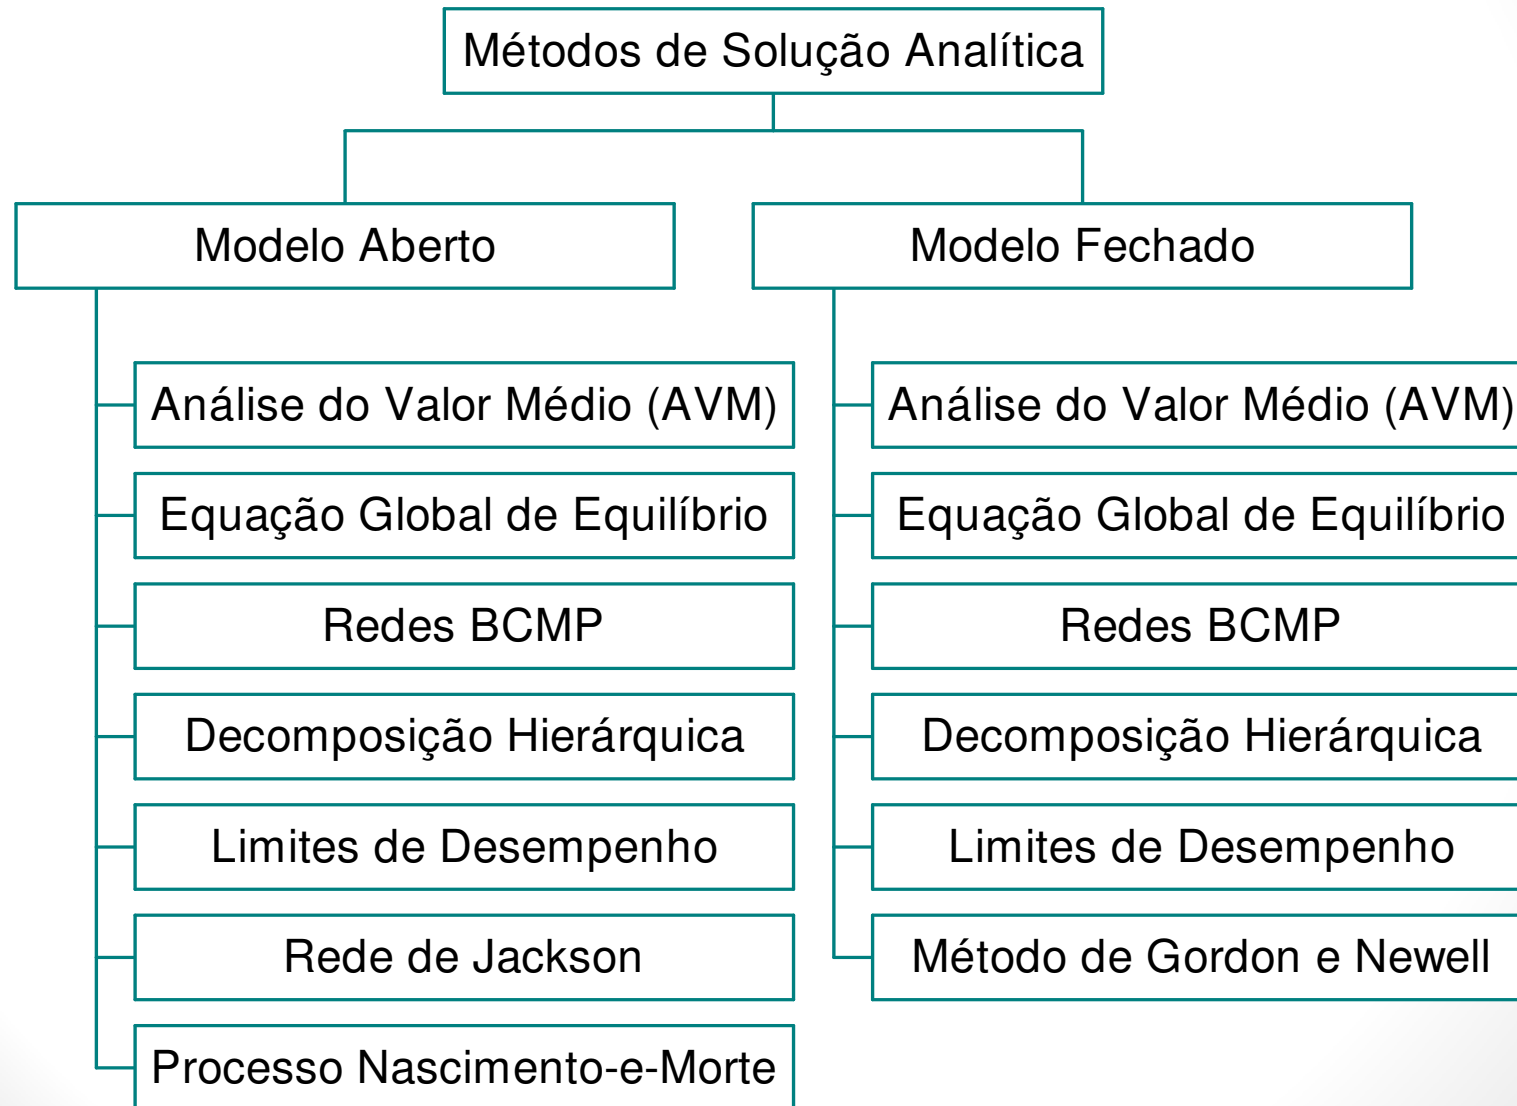 Métodos de Solução Analítica
Modelo Aberto
Análise do Valor Médio (AVM)
Equação Global de Equilíbrio
Redes BCMP
Decomposição Hierárquica
Limites de Desempenho
Rede de Jackson
Processo Nascimento-e-Morte
Modelo Fechado
Análise do Valor Médio (AVM)
Equação Global de Equilíbrio
Redes BCMP
Decomposição Hierárquica
Limites de Desempenho
Método de Gordon e Newell